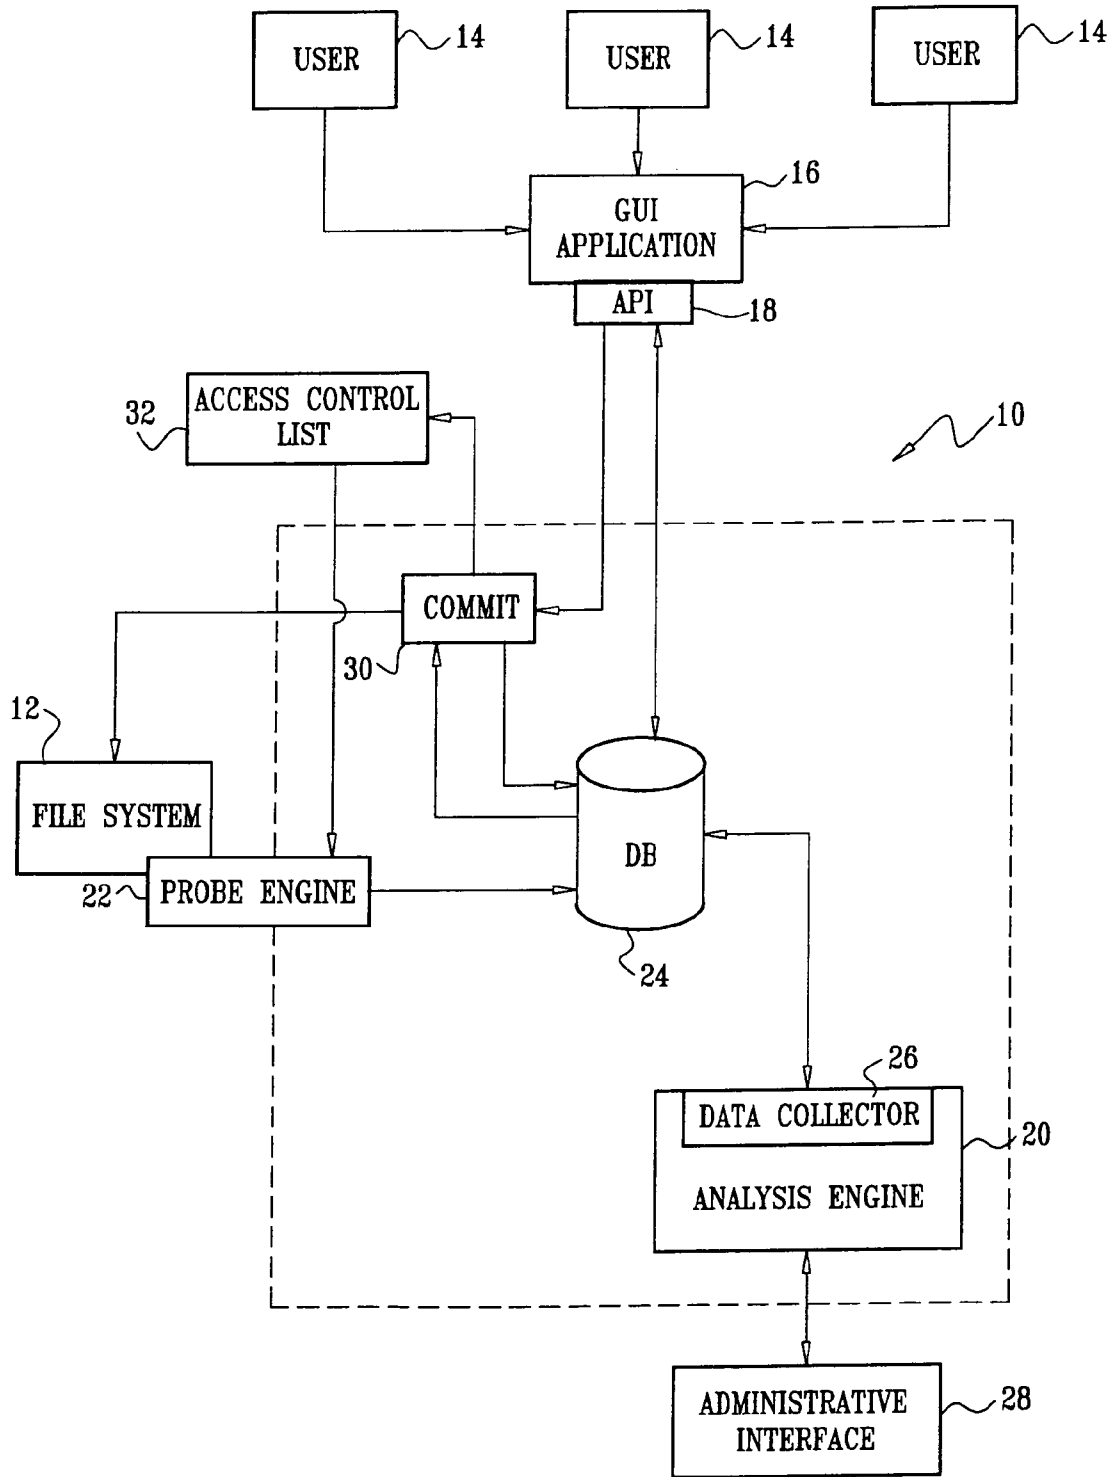 USER
14
USER
14
USER
14
GUI
APPLICATION
16
API
18
ACCESS CONTROL
LIST
32
10
COMMIT
30
12
FILE SYSTEM
DB
22
PROBE ENGINE
24
26
DATA COLLECTOR
20
ANALYSIS ENGINE
ADMINISTRATIVE
INTERFACE
28